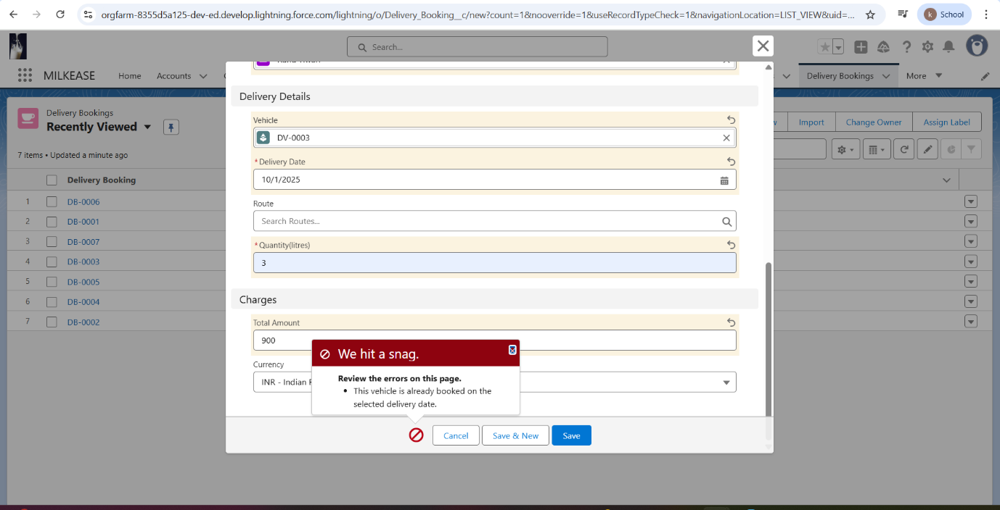 orgfarm-8355d5a125-dev-ed.develop.lightning.force.com/lightning/o/Delivery_Booking__c/new?count=1&nooverride=1&useRecordTypeCheck=1&navigationLocation=LIST_VIEW&uid=...
k School
Search...
MILKEASE Home Accounts Delivery Bookings More
Delivery Bookings
Recently Viewed
Import Change Owner Assign Label
7 items • Updated a minute ago
Delivery Booking
1 DB-0006
2 DB-0001
3 DB-0007
4 DB-0003
5 DB-0005
6 DB-0004
7 DB-0002
Delivery Details
Vehicle
DV-0003
*Delivery Date
10/1/2025
Route
Search Routes...
*Quantity(litres)
3
Charges
Total Amount
900
Currency
INR - Indian
We hit a snag.
Review the errors on this page.
• This vehicle is already booked on the
selected delivery date.
Cancel Save & New Save